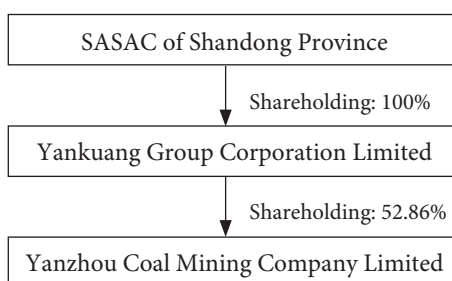 SASAC of Shandong Province
Shareholding: 100%
Yankuang Group Corporation Limited
Shareholding: 52.86%
Yanzhou Coal Mining Company Limited